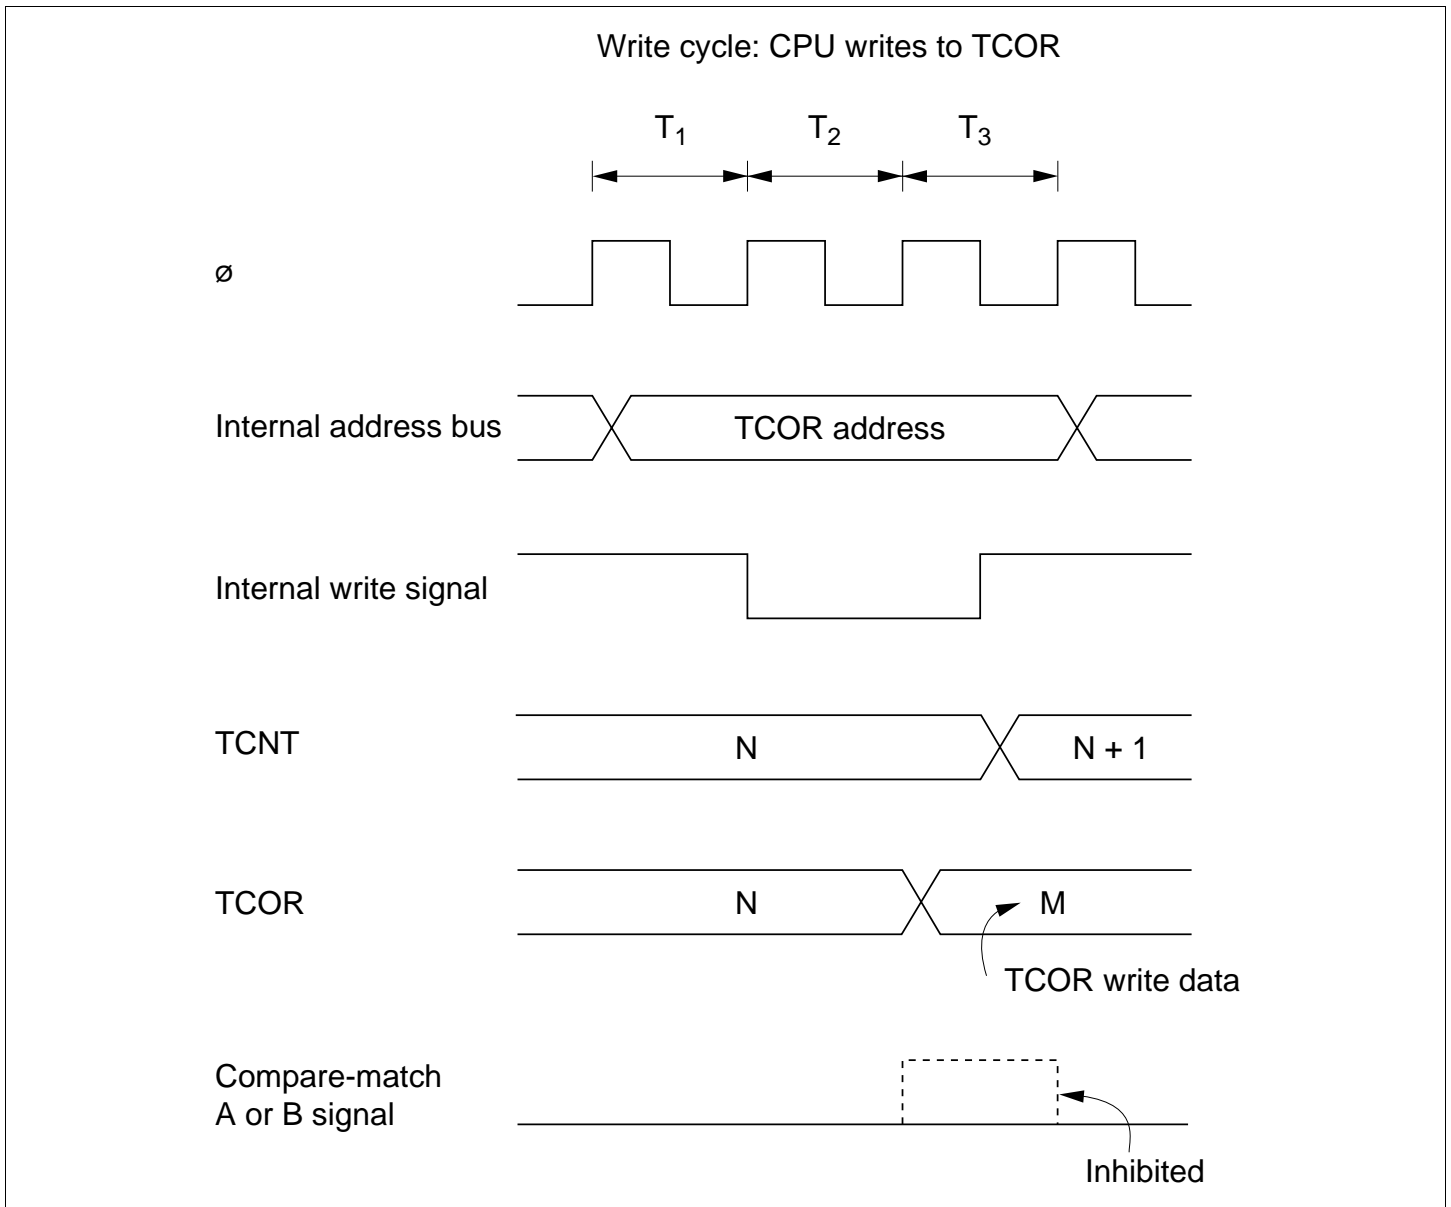 Write cycle: CPU writes to TCOR
T1 T2 T3
ø
Internal address bus
TCOR address
Internal write signal
TCNT
N
N + 1
TCOR
N
M
TCOR write data
Compare-match
A or B signal
Inhibited